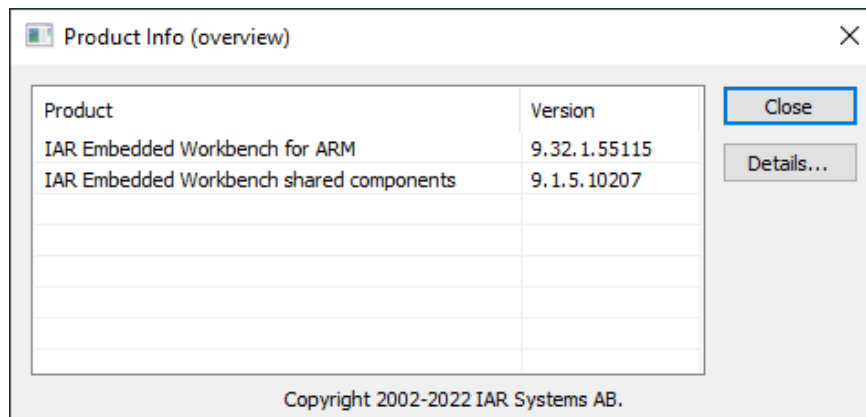 Product Info (overview)
Product Version
IAR Embedded Workbench for ARM 9.32.1.55115
IAR Embedded Workbench shared components 9.1.5.10207
Close
Details...
Copyright 2002-2022 IAR Systems AB.